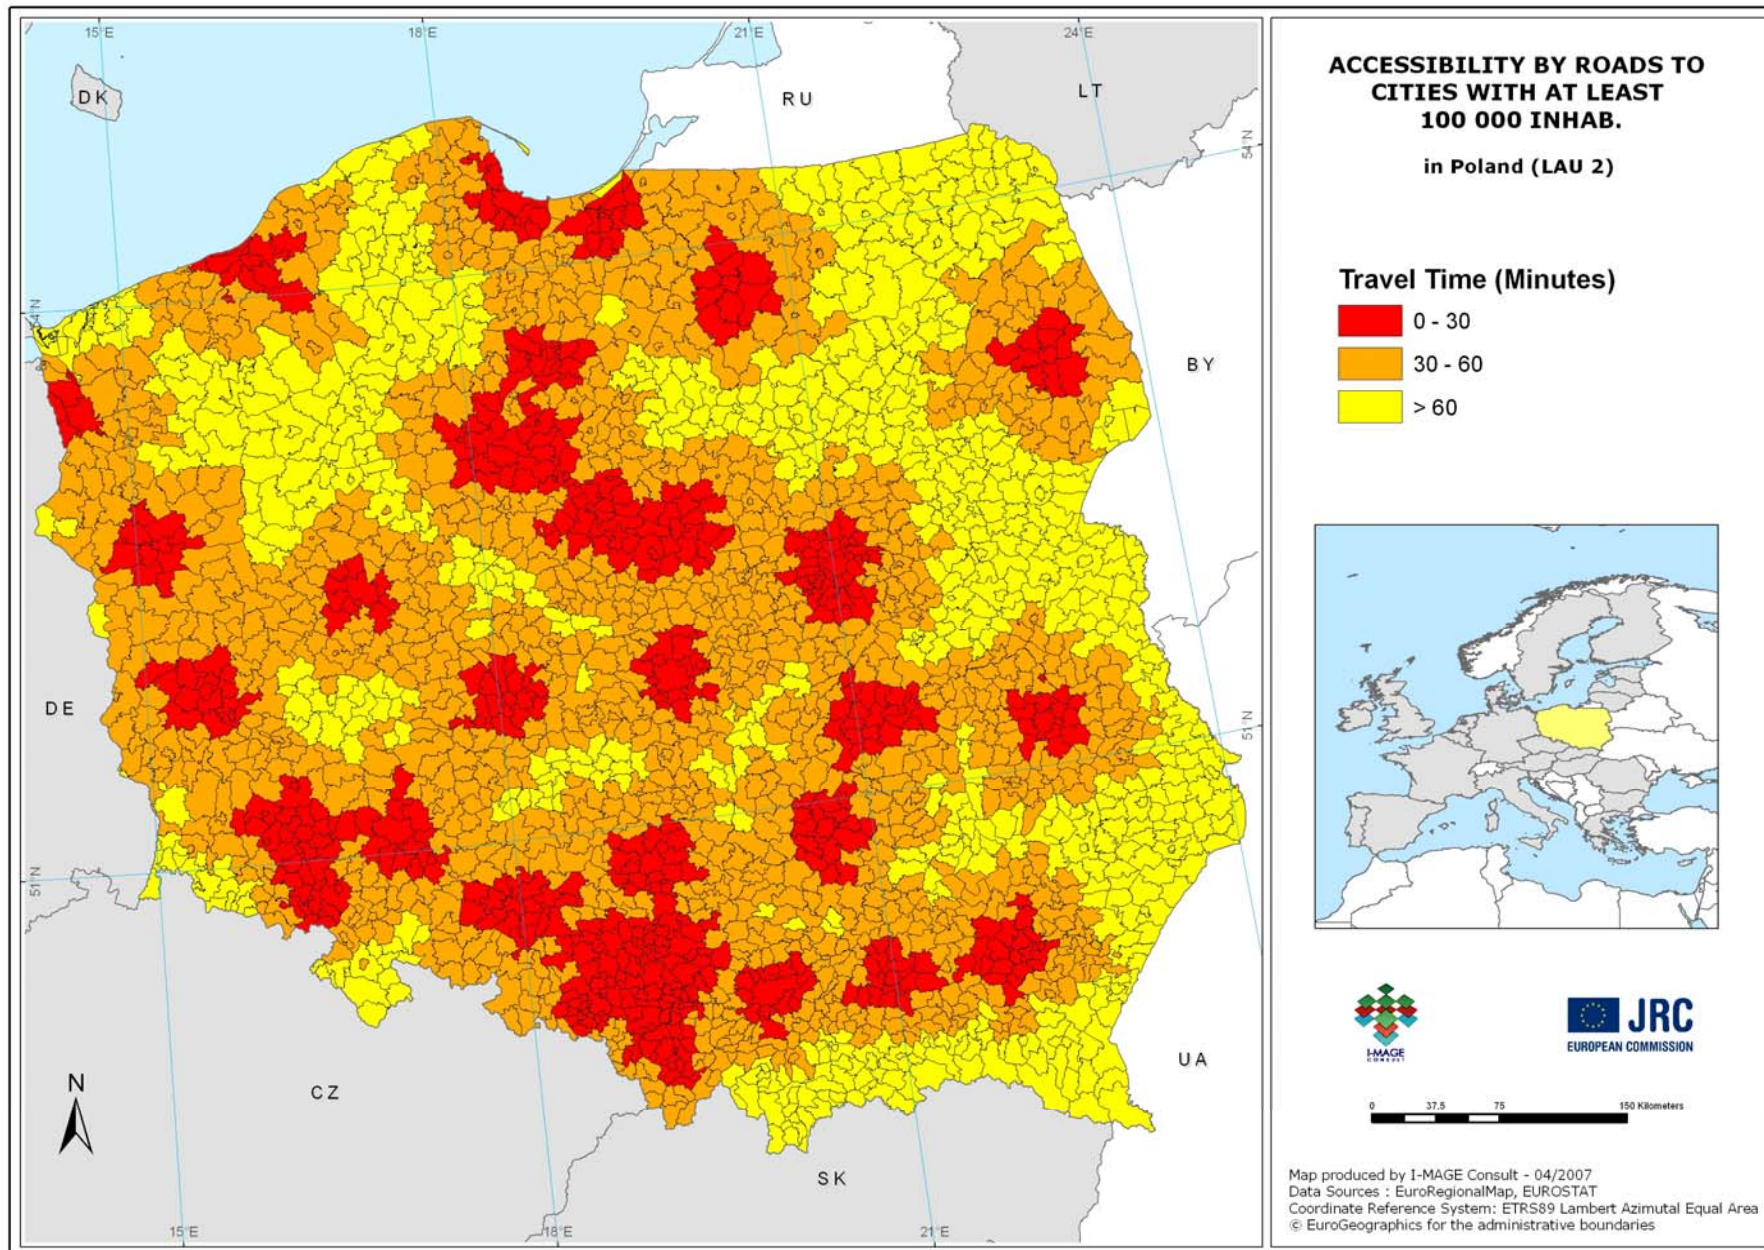 15°E
18°E
21°E
24°E
DK
RU
LT
54°N
BY
DE
51°N
51°N
CZ
SK
UA
N
15°E
18°E
21°E
ACCESSIBILITY BY ROADS TO
CITIES WITH AT LEAST
100 000 INHAB.
in Poland (LAU 2)
Travel Time (Minutes)
0 - 30
30 - 60
> 60
I-MAGE
CONSULT
JRC
EUROPEAN COMMISSION
0 37,5 75 150 Kilometers
Map produced by I-MAGE Consult - 04/2007
Data Sources : EuroRegionalMap, EUROSTAT
Coordinate Reference System: ETRS89 Lambert Azimutal Equal Area
© EuroGeographics for the administrative boundaries